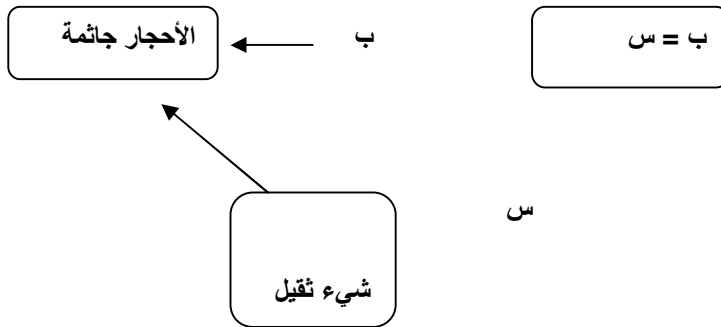 ب = س
ب
الأحجار جاثمة
س
شيء ثقيل